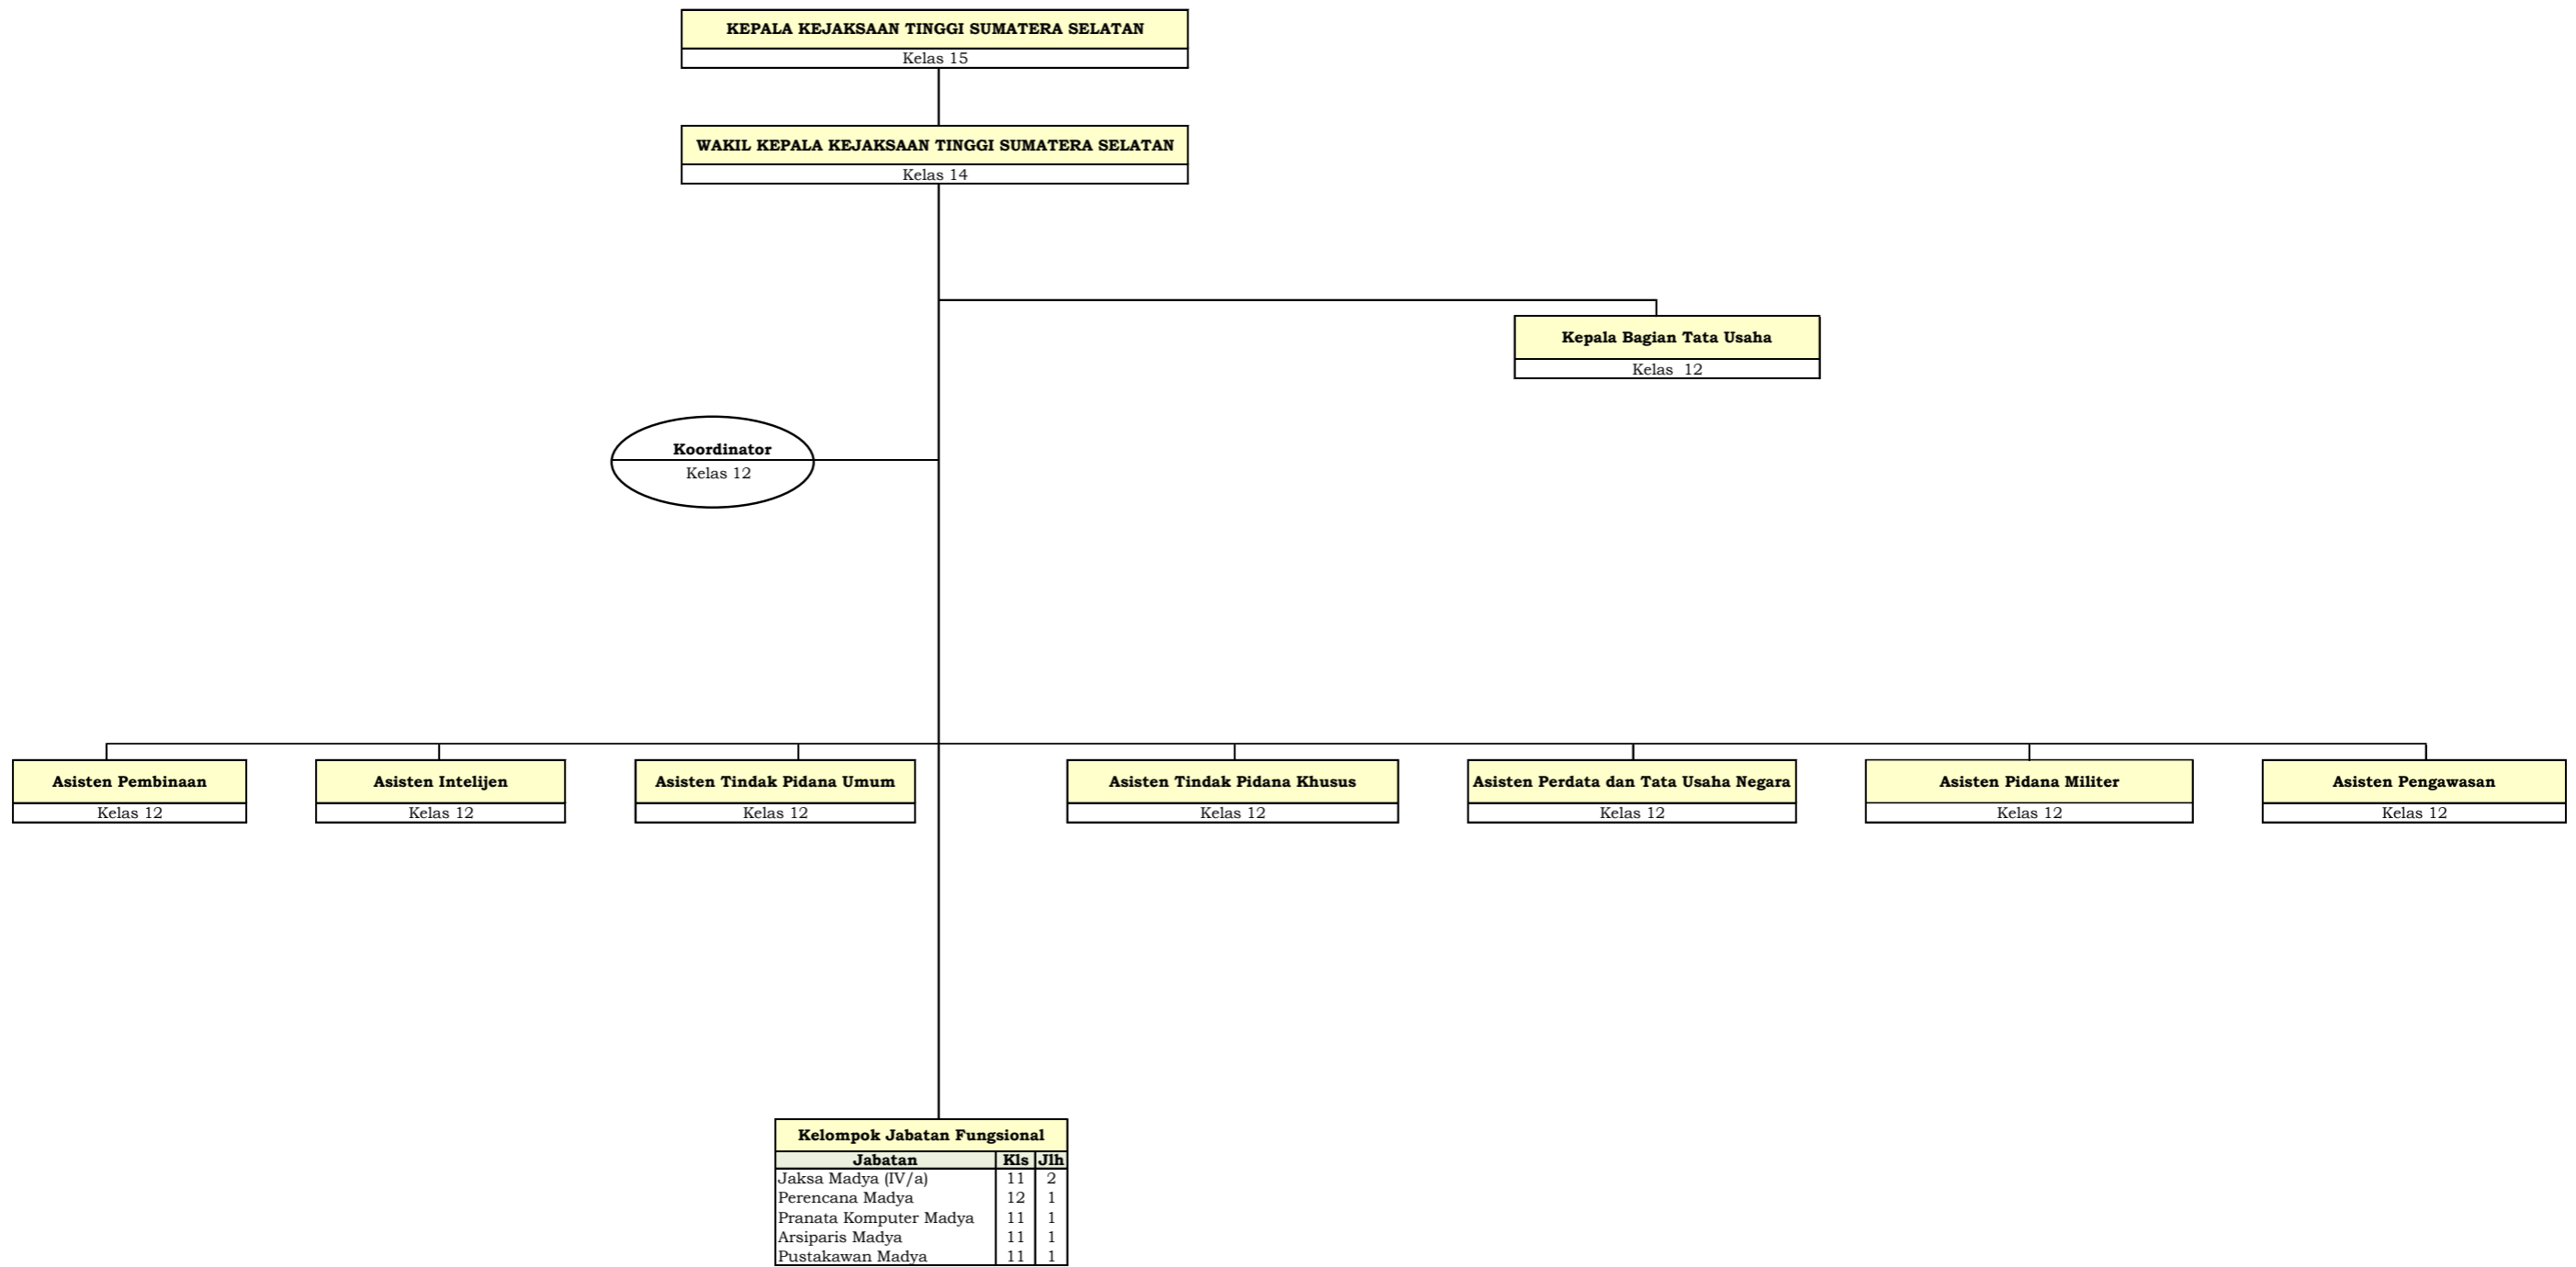 KEPALA KEJAKSAAN TINGGI SUMATERA SELATAN
Kelas 15
WAKIL KEPALA KEJAKSAAN TINGGI SUMATERA SELATAN
Kelas 14
Kepala Bagian Tata Usaha
Kelas 12
Koordinator
Kelas 12
Asisten Pembinaan
Kelas 12
Asisten Intelijen
Kelas 12
Asisten Tindak Pidana Umum
Kelas 12
Asisten Tindak Pidana Khusus
Kelas 12
Asisten Perdata dan Tata Usaha Negara
Kelas 12
Asisten Pidana Militer
Kelas 12
Asisten Pengawasan
Kelas 12
Kelompok Jabatan Fungsional
Jabatan Kls Jlh
Jaksa Madya (IV/a) 11 2
Perencana Madya 12 1
Pranata Komputer Madya 11 1
Arsiparis Madya 11 1
Pustakawan Madya 11 1